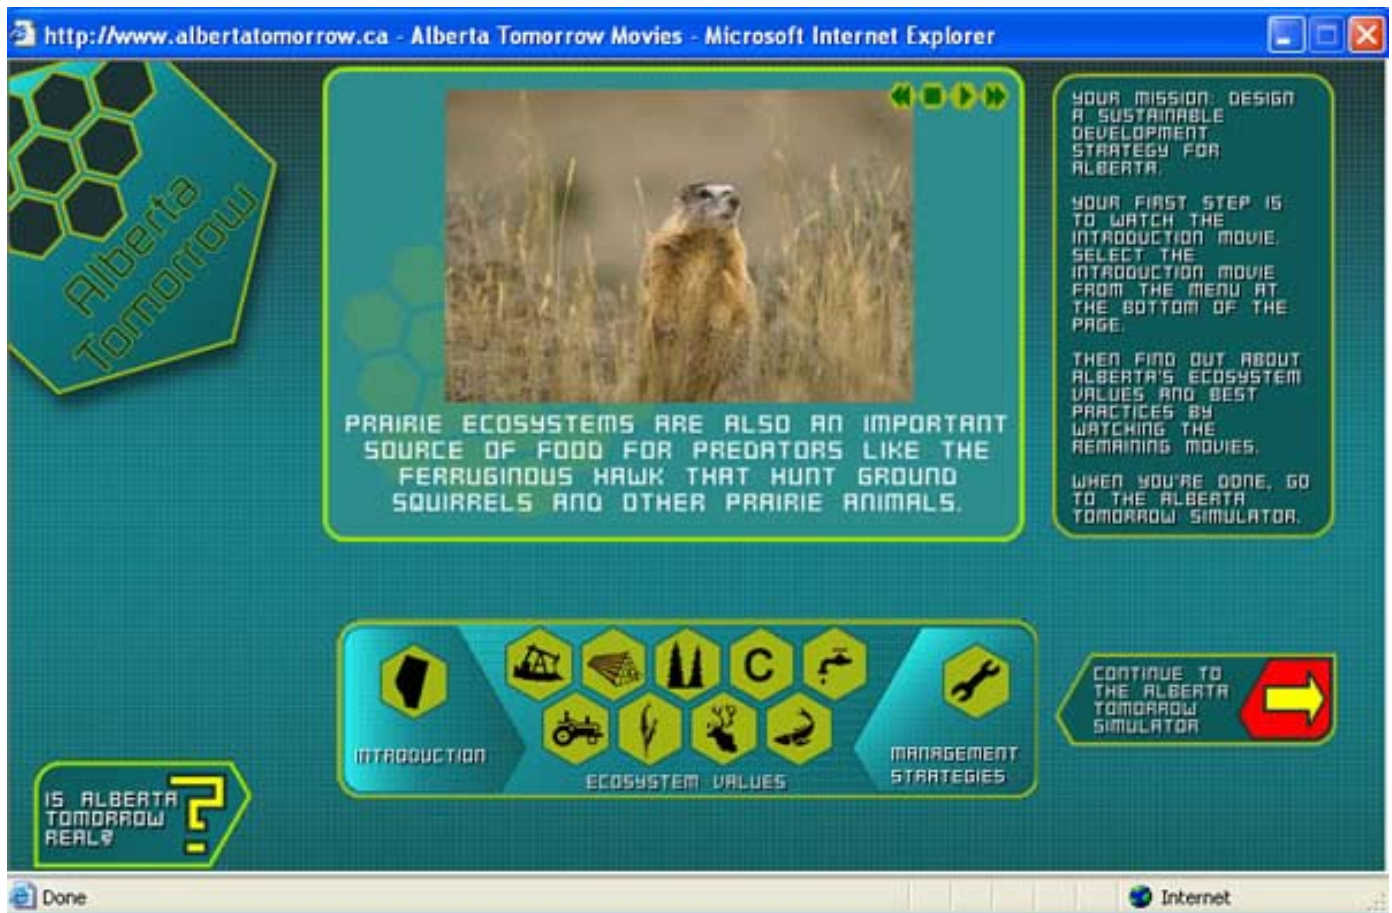 http://www.albertatomorrow.ca - Alberta Tomorrow Movies - Microsoft Internet Explorer
Alberta
Tomorrow
PRAIRIE ECOSYSTEMS ARE ALSO AN IMPORTANT
SOURCE OF FOOD FOR PREDATORS LIKE THE
FERRUGINOUS HAWK THAT HUNT GROUND
SQUIRRELS AND OTHER PRAIRIE ANIMALS.
YOUR MISSION: DESIGN
A SUSTAINABLE
DEVELOPMENT
STRATEGY FOR
ALBERTA.
YOUR FIRST STEP IS
TO WATCH THE
INTRODUCTION MOVIE.
SELECT THE
INTRODUCTION MOVIE
FROM THE MENU AT
THE BOTTOM OF THE
PAGE.
THEN FIND OUT ABOUT
ALBERTA'S ECOSYSTEM
VALUES AND BEST
PRACTICES BY
WATCHING THE
REMAINING MOVIES.
WHEN YOU'RE DONE, GO
TO THE ALBERTA
TOMORROW SIMULATOR.
C
INTRODUCTION
ECOSYSTEM VALUES
MANAGEMENT
STRATEGIES
CONTINUE TO
THE ALBERTA
TOMORROW
SIMULATOR
IS ALBERTA
TOMORROW
REAL?
?
Done
Internet